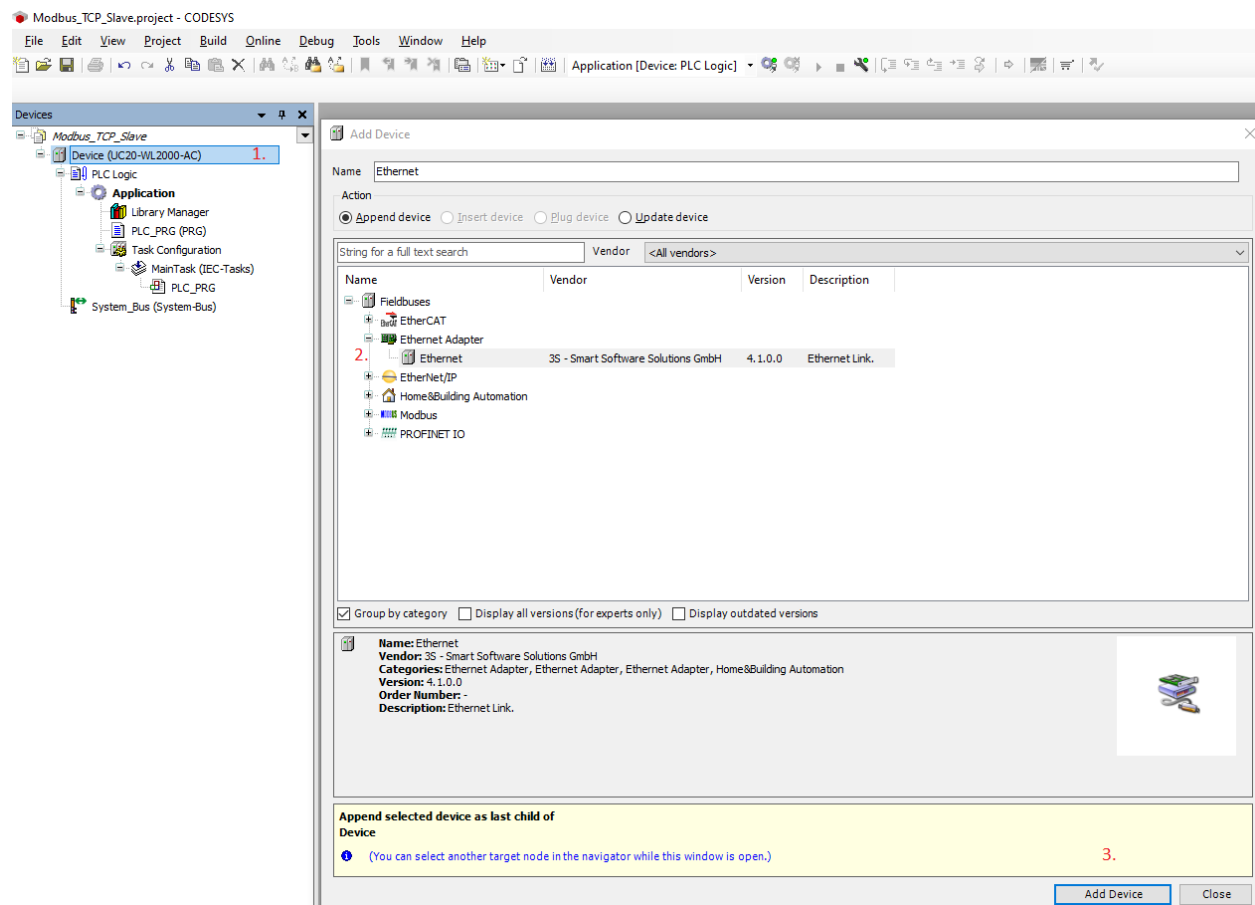 Modbus_TCP_Slave.project - CODESYS
File Edit View Project Build Online Debug Tools Window Help
Application [Device: PLC Logic]
Devices
Modbus_TCP_Slave
Device (UC20-WL2000-AC) 1.
PLC Logic
Application
Library Manager
PLC_PRG (PRG)
Task Configuration
MainTask (IEC-Tasks)
PLC_PRG
System_Bus (System-Bus)
Add Device
Name Ethernet
Action
Append device Insert device Plug device Update device
String for a full text search Vendor <All vendors>
Name Vendor Version Description
Fieldbuses
EtherCAT
Ethernet Adapter
2. Ethernet 3S - Smart Software Solutions GmbH 4.1.0.0 Ethernet Link.
EtherNet/IP
Home&Building Automation
Modbus
PROFINET IO
Group by category Display all versions (for experts only) Display outdated versions
Name: Ethernet
Vendor: 3S - Smart Software Solutions GmbH
Categories: Ethernet Adapter, Ethernet Adapter, Ethernet Adapter, Home&Building Automation
Version: 4.1.0.0
Order Number: -
Description: Ethernet Link.
Append selected device as last child of
Device
(You can select another target node in the navigator while this window is open.)
3.
Add Device Close